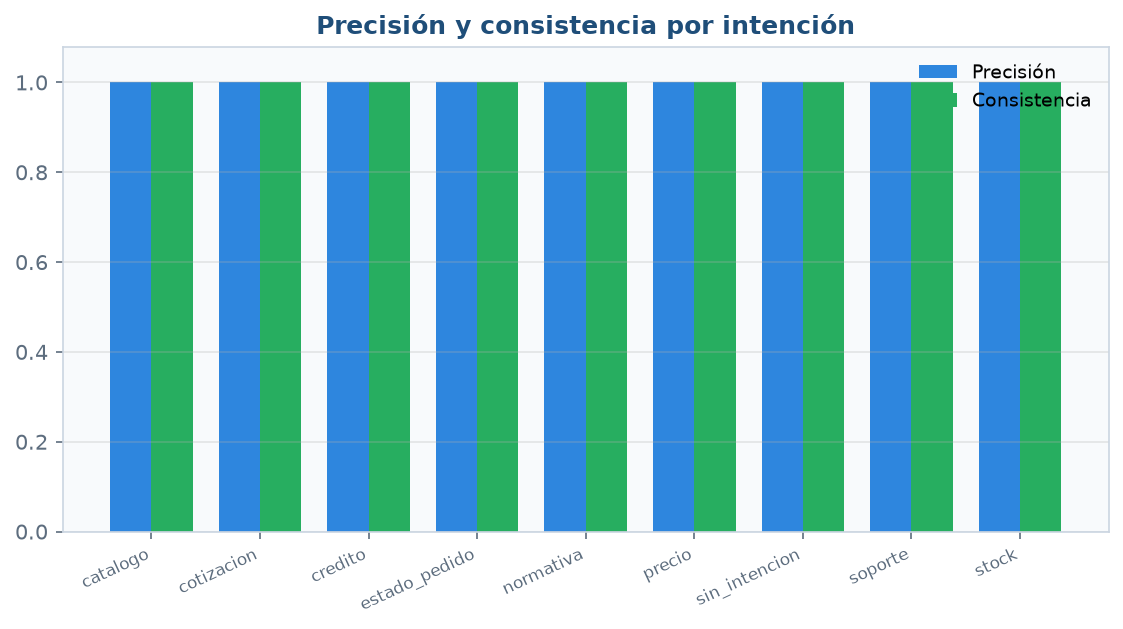 Precisión y consistencia por intención
Precisión
Consistencia
1.0
0.8
0.6
0.4
0.2
0.0
catalogo
cotizacion
credito
estado_pedido
normativa
precio
sin_intencion
soporte
stock